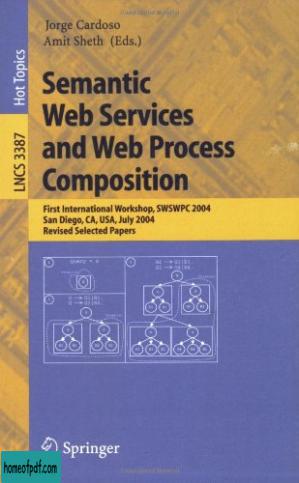 Jorge Cardoso
Amit Sheth (Eds.)
Hot Topics
LNCS 3387
Semantic
Web Services
and Web Process
Composition
First International Workshop, SWSWPC 2004
San Diego, CA, USA, July 2004
Revised Selected Papers
Springer
homeofpdf.com